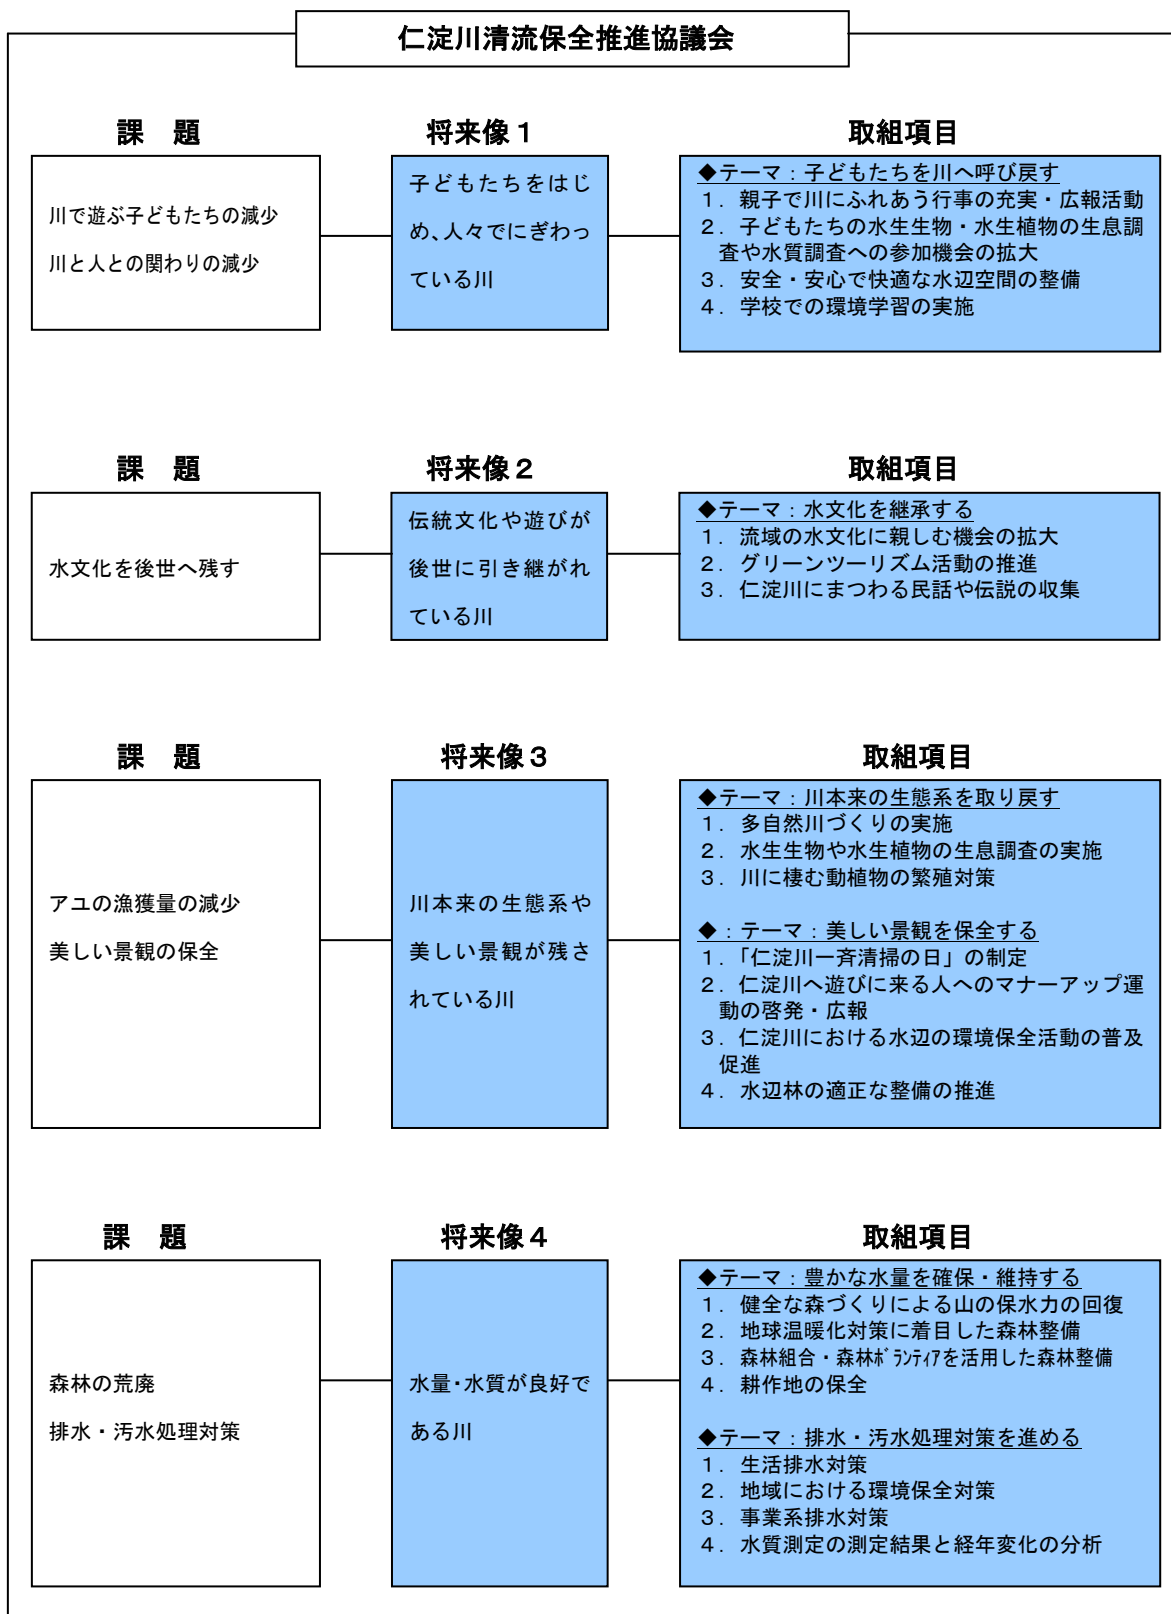 仁淀川清流保全推進協議会
課　題
将来像１
取組項目
川で遊ぶ子どもたちの減少
川と人との関わりの減少
子どもたちをはじ
め、人々でにぎわっ
ている川
◆テーマ：子どもたちを川へ呼び戻す
１．親子で川にふれあう行事の充実・広報活動
２．子どもたちの水生生物・水生植物の生息調
査や水質調査への参加機会の拡大
３．安全・安心で快適な水辺空間の整備
４．学校での環境学習の実施
課　題
将来像２
取組項目
水文化を後世へ残す
伝統文化や遊びが
後世に引き継がれ
ている川
◆テーマ：水文化を継承する
１．流域の水文化に親しむ機会の拡大
２．グリーンツーリズム活動の推進
３．仁淀川にまつわる民話や伝説の収集
課　題
将来像３
取組項目
アユの漁獲量の減少
美しい景観の保全
川本来の生態系や
美しい景観が残さ
れている川
◆テーマ：川本来の生態系を取り戻す
１．多自然川づくりの実施
２．水生生物や水生植物の生息調査の実施
３．川に棲む動植物の繁殖対策
◆：テーマ：美しい景観を保全する
１．「仁淀川一斉清掃の日」の制定
２．仁淀川へ遊びに来る人へのマナーアップ運
動の啓発・広報
３．仁淀川における水辺の環境保全活動の普及
促進
４．水辺林の適正な整備の推進
課　題
将来像４
取組項目
森林の荒廃
排水・汚水処理対策
水量・水質が良好で
ある川
◆テーマ：豊かな水量を確保・維持する
１．健全な森づくりによる山の保水力の回復
２．地球温暖化対策に着目した森林整備
３．森林組合・森林ﾎﾞﾗﾝﾃｨｱを活用した森林整備
４．耕作地の保全
◆テーマ：排水・汚水処理対策を進める
１．生活排水対策
２．地域における環境保全対策
３．事業系排水対策
４．水質測定の測定結果と経年変化の分析